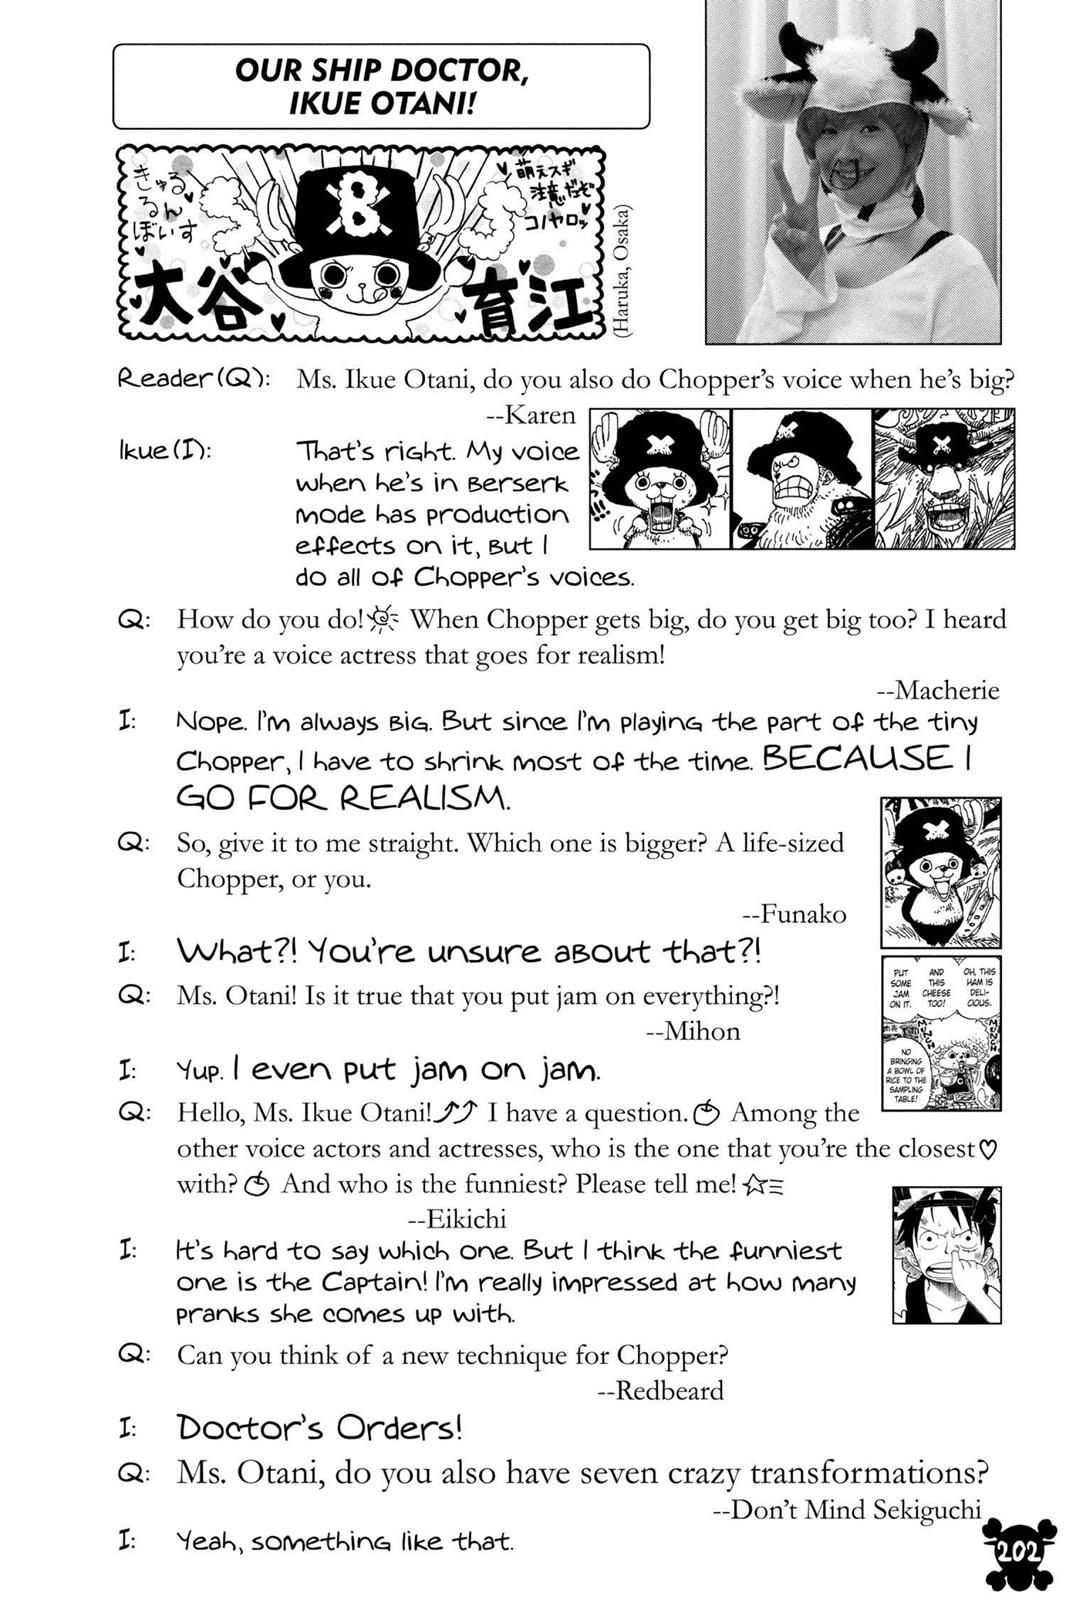 OUR SHIP DOCTOR,
IKUE OTANI!
きゅる
るん
ぼいす
萌えスギ
注意だぞ
コノヤロッ
大谷
育江
(Haruka, Osaka)
Reader(Q): Ms. Ikue Otani, do you also do Chopper's voice when he's big?
--Karen
Ikue(I): That's right. My voice
when he's in Berserk
mode has production
effects on it, but I
do all of Chopper's voices.
Q: How do you do! When Chopper gets big, do you get big too? I heard
you're a voice actress that goes for realism!
--Macherie
I: Nope. I'm always big. But since I'm playing the part of the tiny
Chopper, I have to shrink most of the time. BECAUSE I
GO FOR REALISM.
Q: So, give it to me straight. Which one is bigger? A life-sized
Chopper, or you.
--Funako
I: What?! You're unsure about that?!
Q: Ms. Otani! Is it true that you put jam on everything?!
--Mihon
OH, THIS
HAM IS
DELI-
CIOUS.
AND
THIS
CHEESE
TOO!
PUT
SOME
JAM
ON IT.
MUNCH
MUNCH
NO
BRINGING
A BOWL OF
RICE TO THE
SAMPLING
TABLE!
I: Yup. I even put jam on jam.
Q: Hello, Ms. Ikue Otani!⤴⤴ I have a question. Among the
other voice actors and actresses, who is the one that you're the closest♡
with? And who is the funniest? Please tell me!☆
--Eikichi
I: It's hard to say which one. But I think the funniest
one is the Captain! I'm really impressed at how many
pranks she comes up with.
Q: Can you think of a new technique for Chopper?
--Redbeard
I: Doctor's Orders!
Q: Ms. Otani, do you also have seven crazy transformations?
--Don't Mind Sekiguchi
I: Yeah, something like that.
202